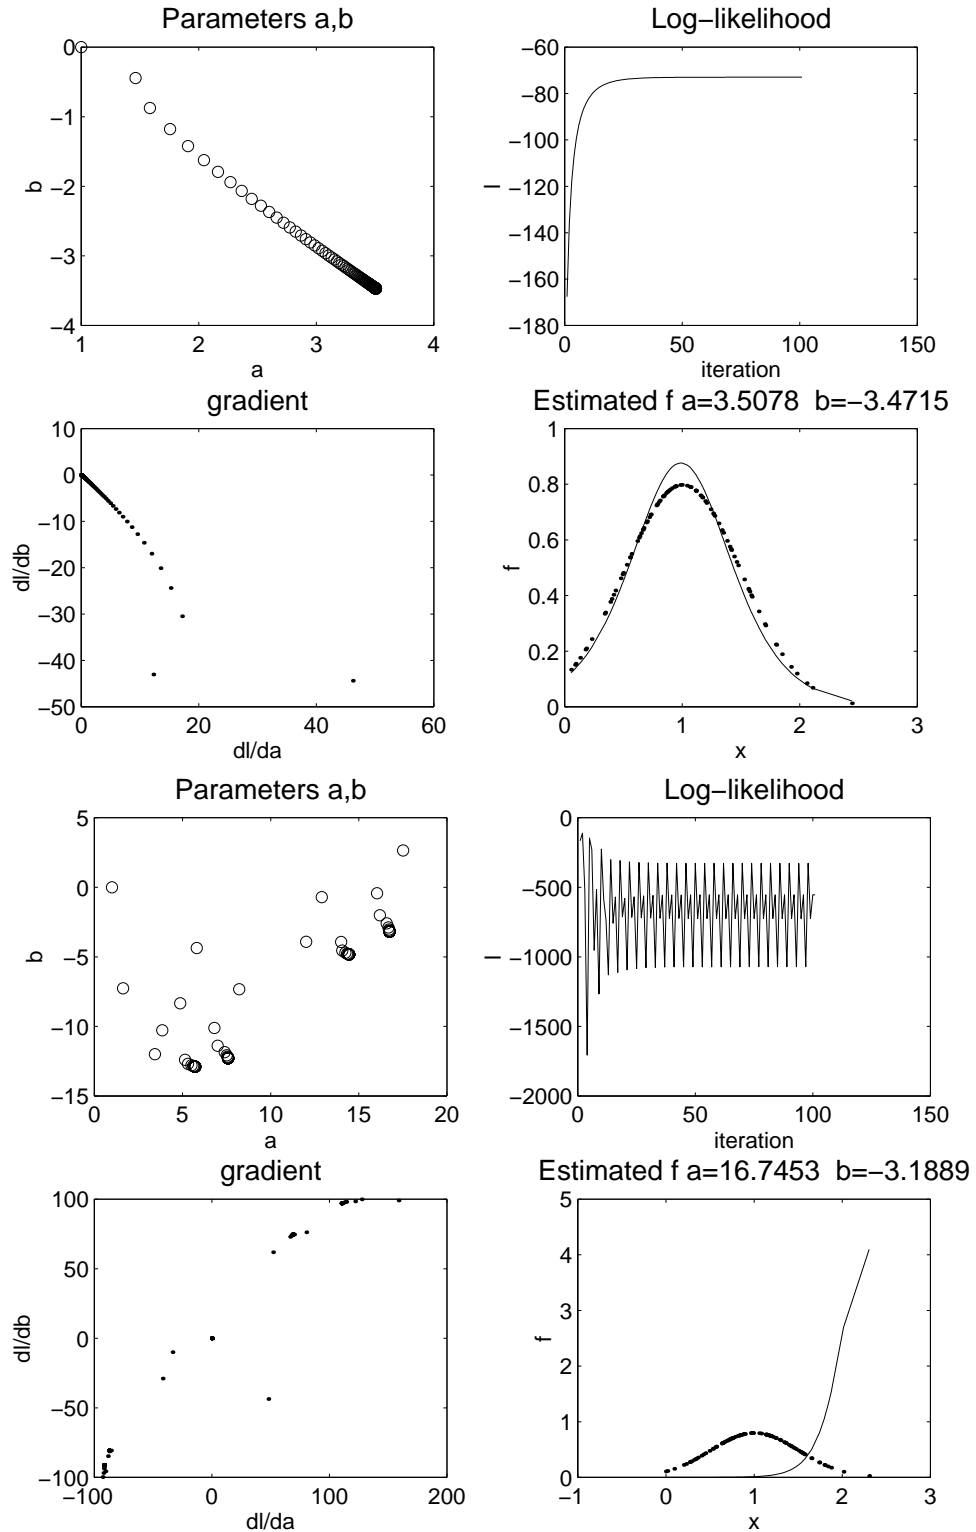 Parameters a,b
0
−1
−2
−3
−4
b
1 2 3 4
a
Log−likelihood
−60
−80
−100
−120
−140
−160
−180
l
0 50 100 150
iteration
gradient
10
0
−10
−20
−30
−40
−50
dl/db
0 20 40 60
dl/da
Estimated f a=3.5078 b=−3.4715
1
0.8
0.6
0.4
0.2
0
f
0 1 2 3
x
Parameters a,b
5
0
−5
−10
−15
b
0 5 10 15 20
a
Log−likelihood
0
−500
−1000
−1500
−2000
l
0 50 100 150
iteration
gradient
100
50
0
−50
−100
dl/db
−100 0 100 200
dl/da
Estimated f a=16.7453 b=−3.1889
5
4
3
2
1
0
f
−1 0 1 2 3
x